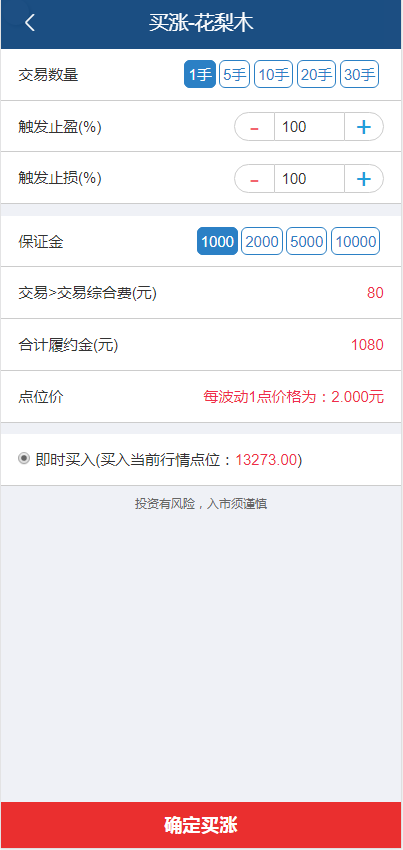 买涨-花梨木
交易数量 1手 5手 10手 20手 30手
触发止盈(%) - 100 +
触发止损(%) - 100 +
保证金 1000 2000 5000 10000
交易>交易综合费(元) 80
合计履约金(元) 1080
点位价 每波动1点价格为：2.000元
即时买入(买入当前行情点位：13273.00)
投资有风险，入市须谨慎
确定买涨